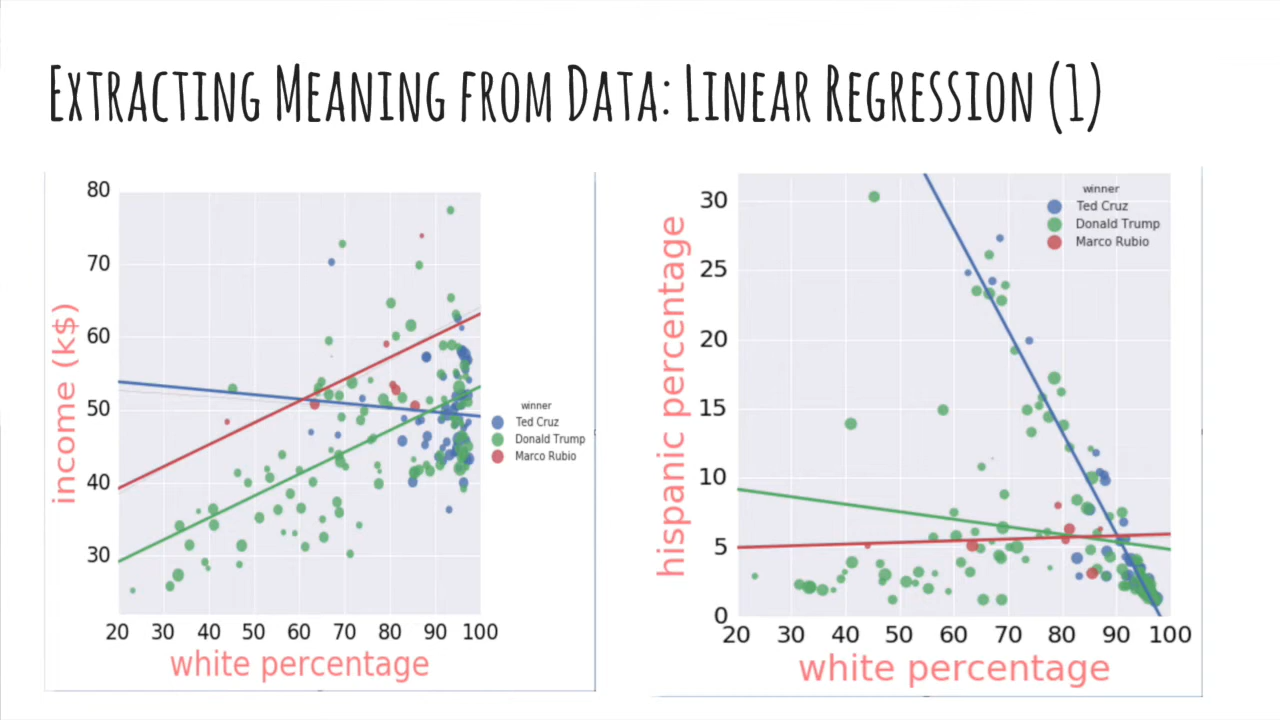 Extracting Meaning from Data: Linear Regression (1)
80
70
60
50
40
30
20 30 40 50 60 70 80 90 100
income (k$)
white percentage
winner
Ted Cruz
Donald Trump
Marco Rubio
30
25
20
15
10
5
0
20 30 40 50 60 70 80 90 100
hispanic percentage
white percentage
winner
Ted Cruz
Donald Trump
Marco Rubio